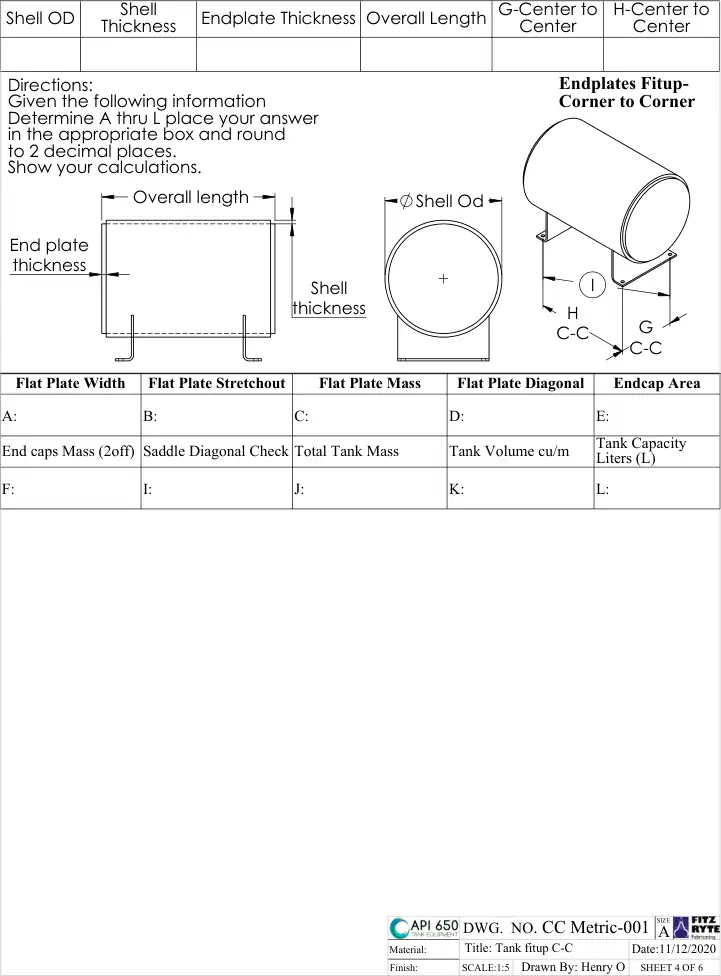 Shell OD
Shell
Thickness
Endplate Thickness
Overall Length
G-Center to
Center
H-Center to
Center
Directions:
Given the following information
Determine A thru L place your answer
in the appropriate box and round
to 2 decimal places.
Show your calculations.
Endplates Fitup-
Corner to Corner
Overall length
⌀ Shell Od
End plate
thickness
Shell
thickness
I
H
C-C
G
C-C
Flat Plate Width
Flat Plate Stretchout
Flat Plate Mass
Flat Plate Diagonal
Endcap Area
A:
B:
C:
D:
E:
End caps Mass (2off)
Saddle Diagonal Check
Total Tank Mass
Tank Volume cu/m
Tank Capacity
Liters (L)
F:
I:
J:
K:
L:
API 650
TANK EQUIPMENT
DWG. NO. CC Metric-001
SIZE
A
FITZ
RYTE
Fabricating
Material:
Title: Tank fitup C-C
Date:11/12/2020
Finish:
SCALE:1:5
Drawn By: Henry O
SHEET 4 OF 6